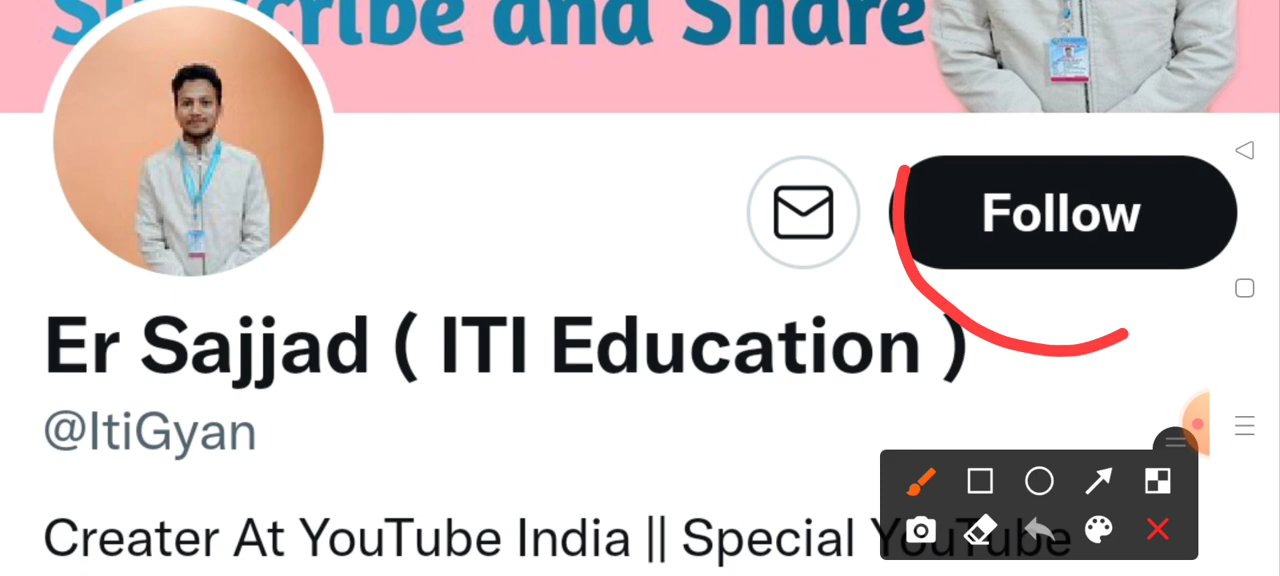 Subscribe and Share
Follow
Er Sajjad ( ITI Education )
@ItiGyan
Creater At YouTube India || Special YouTube